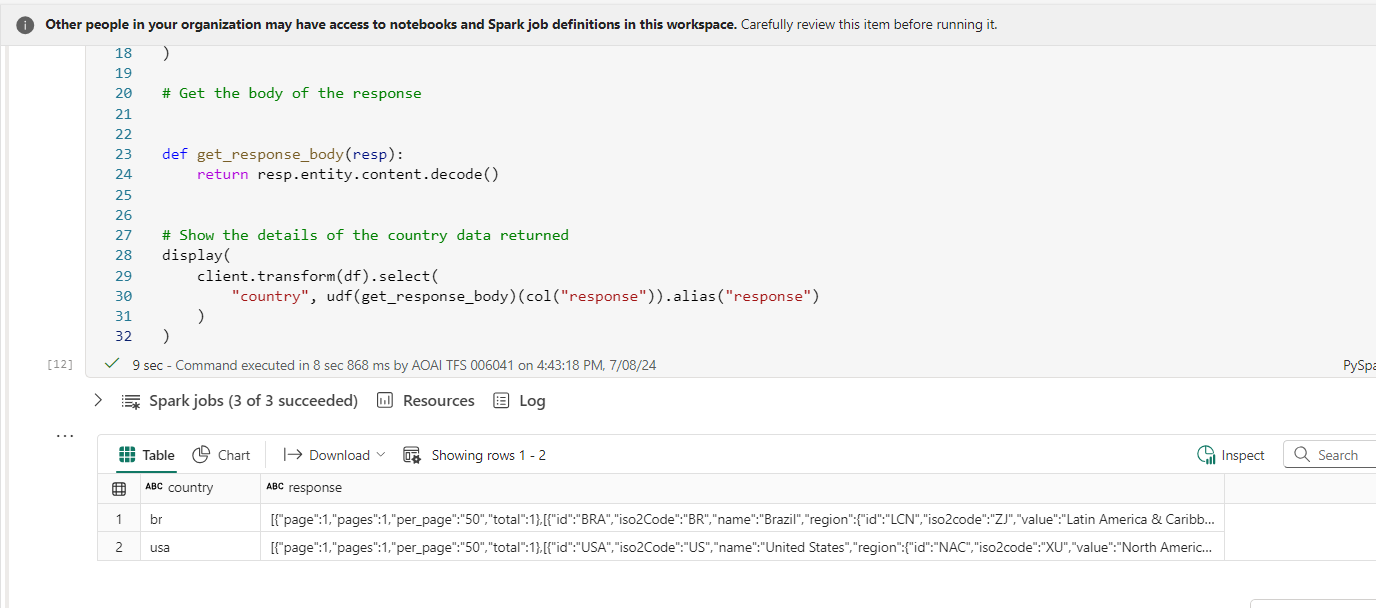 Other people in your organization may have access to notebooks and Spark job definitions in this workspace. Carefully review this item before running it.
18 )
19
20 # Get the body of the response
21
22
23 def get_response_body(resp):
24 return resp.entity.content.decode()
25
26
27 # Show the details of the country data returned
28 display(
29 client.transform(df).select(
30 "country", udf(get_response_body)(col("response")).alias("response")
31 )
32 )
[12] 9 sec - Command executed in 8 sec 868 ms by AOAI TFS 006041 on 4:43:18 PM, 7/08/24 PySpa
Spark jobs (3 of 3 succeeded) Resources Log
...
Table Chart Download Showing rows 1 - 2 Inspect Search
ABC country ABC response
1 br [{"page":1,"pages":1,"per_page":"50","total":1},[{"id":"BRA","iso2Code":"BR","name":"Brazil","region":{"id":"LCN","iso2code":"ZJ","value":"Latin America & Caribb...
2 usa [{"page":1,"pages":1,"per_page":"50","total":1},[{"id":"USA","iso2Code":"US","name":"United States","region":{"id":"NAC","iso2code":"XU","value":"North Americ...